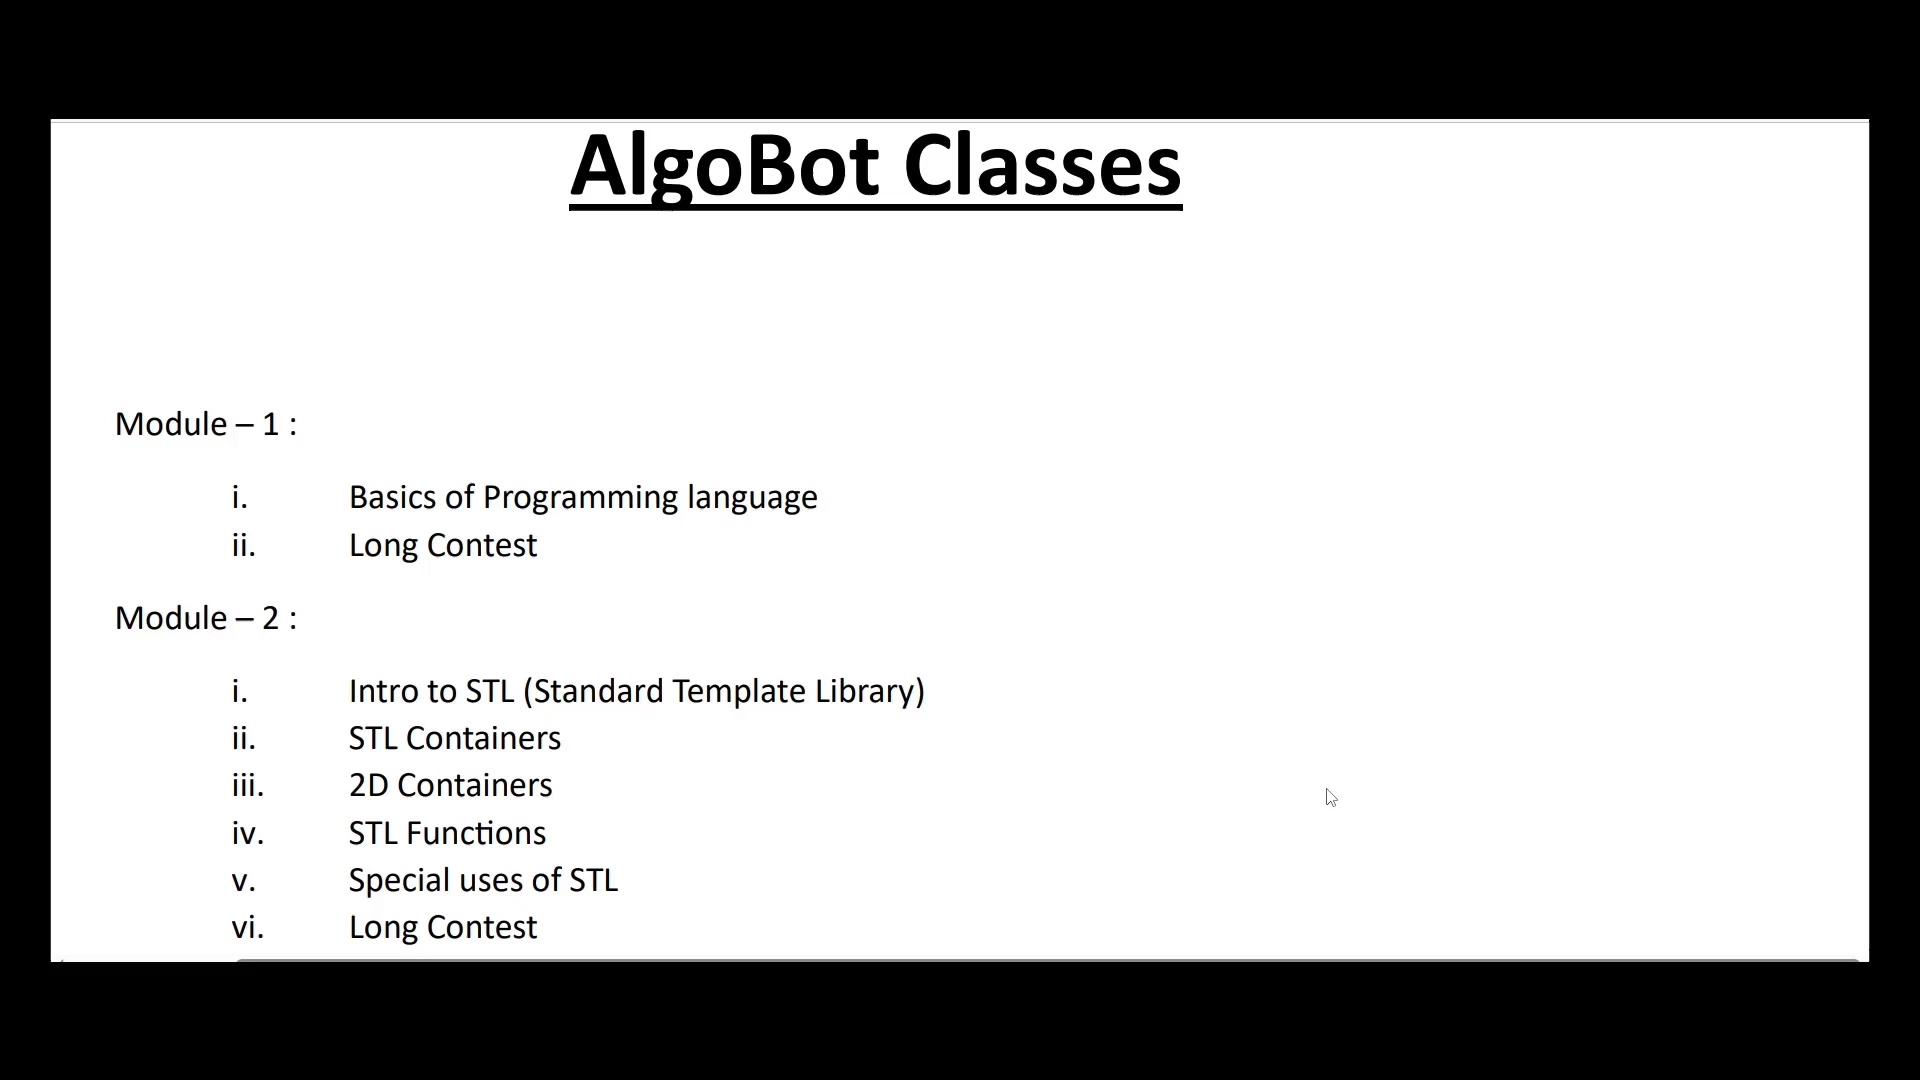 AlgoBot Classes
Module – 1 :
i. Basics of Programming language
ii. Long Contest
Module – 2 :
i. Intro to STL (Standard Template Library)
ii. STL Containers
iii. 2D Containers
iv. STL Functions
v. Special uses of STL
vi. Long Contest